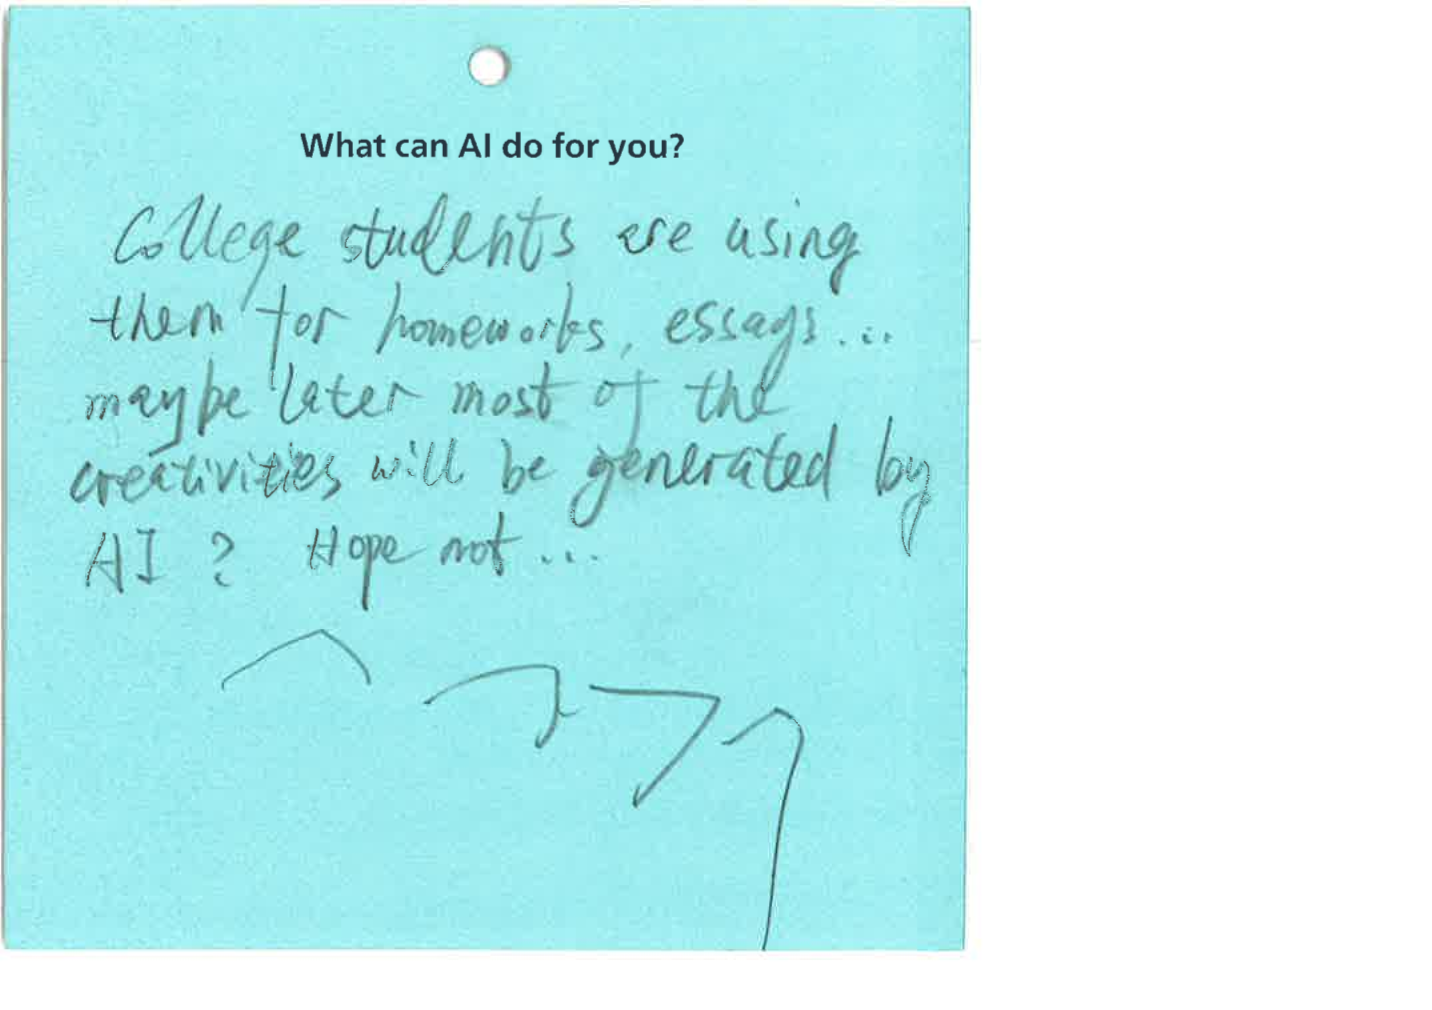 What can AI do for you?
College students are using
them for homeworks, essays...
maybe later most of the
creativities will be generated by
AI ? Hope not...